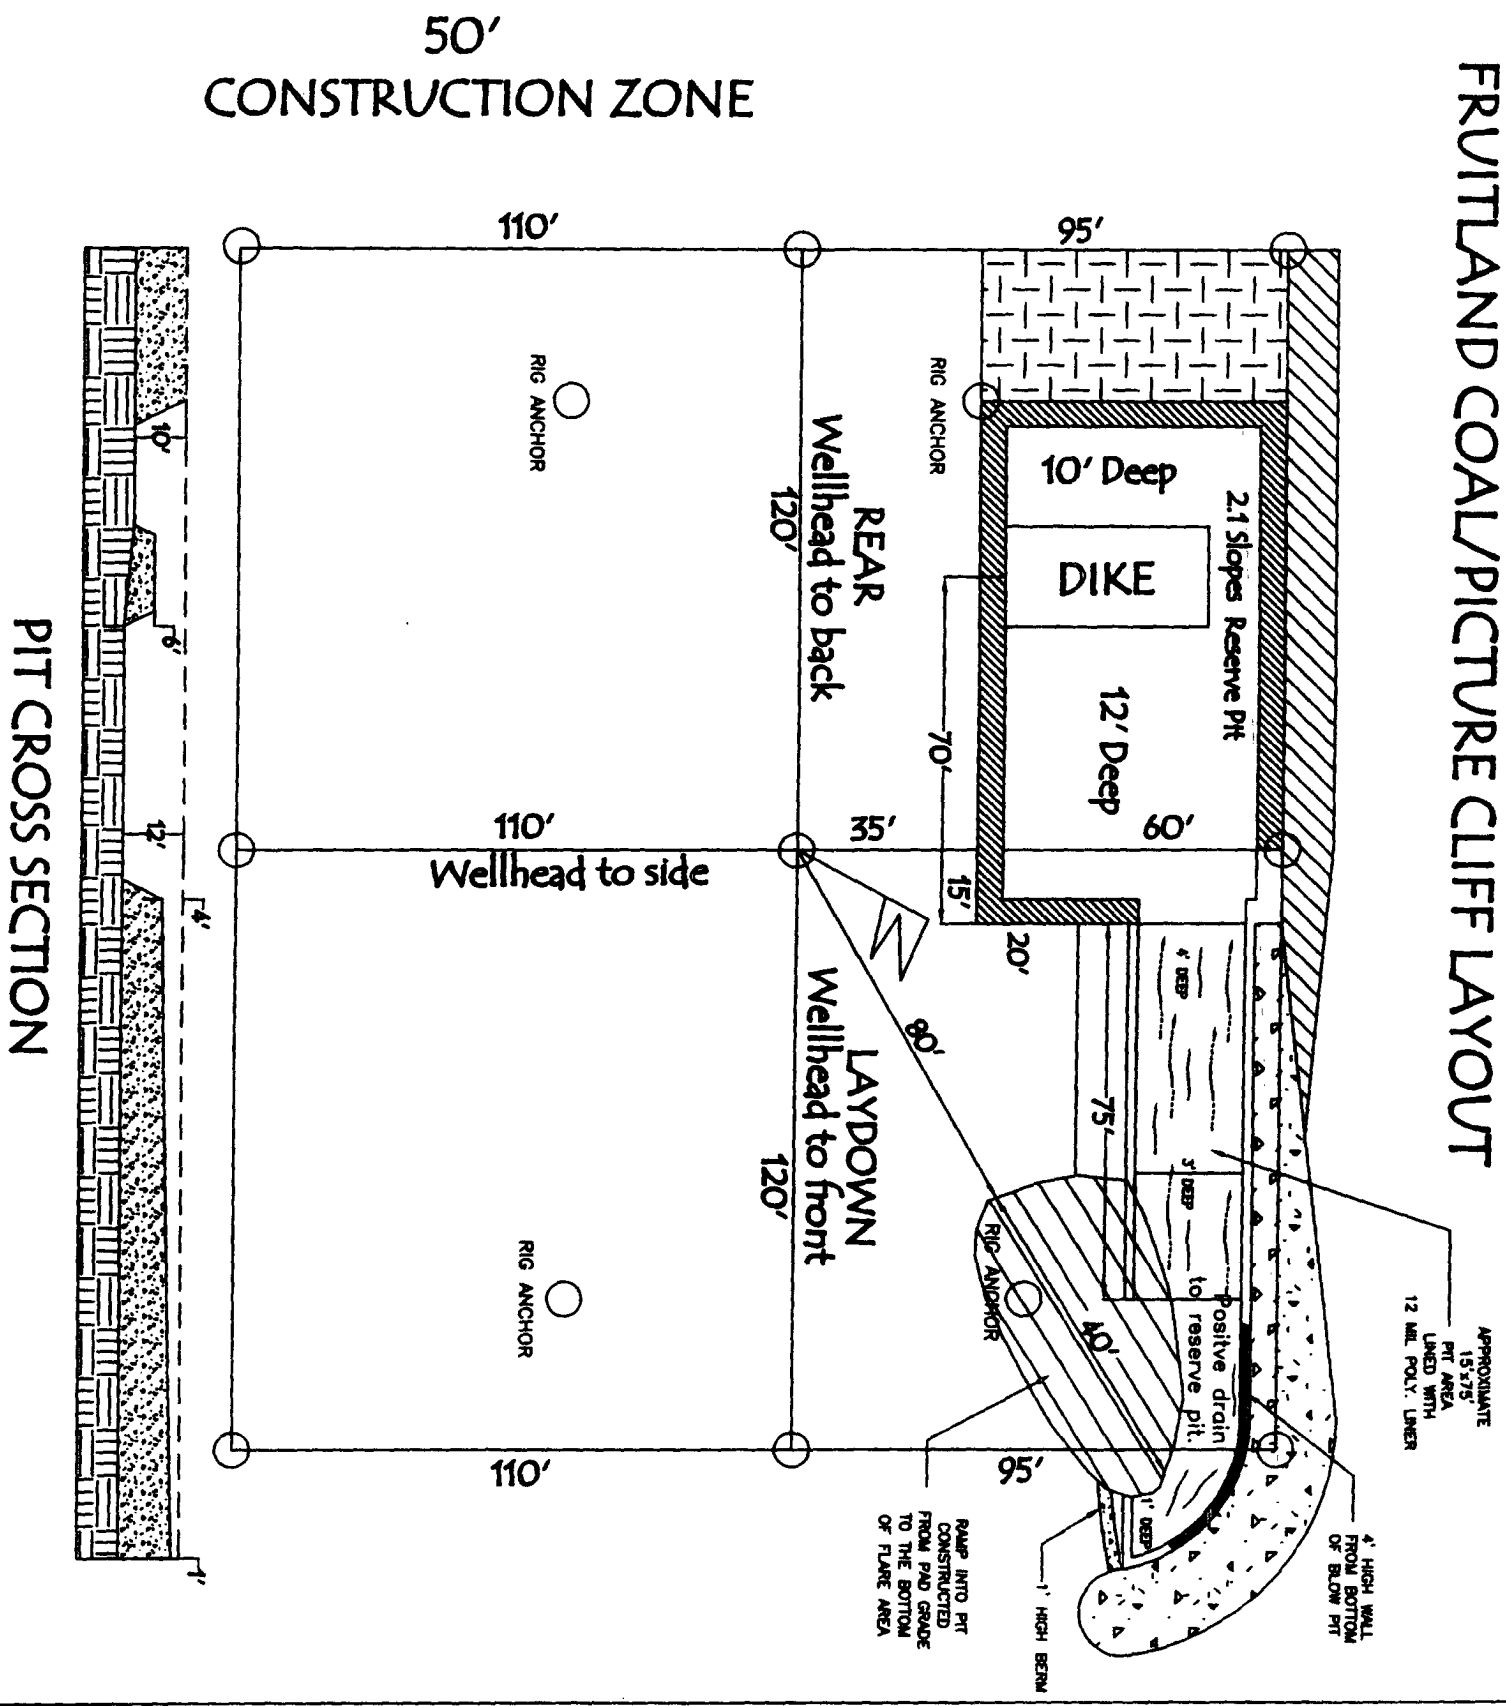 FRUITLAND COAL/PICTURE CLIFF LAYOUT
50'
CONSTRUCTION ZONE
110'
95'
RIG ANCHOR
RIG ANCHOR
10' Deep
DIKE
2.1 Slopes Reserve Pit
12' Deep
REAR
Wellhead to back
120'
70'
110'
Wellhead to side
35'
60'
15'
20'
80'
LAYDOWN
Wellhead to front
120'
75'
4' DEEP
3' DEEP
Positve drain
to reserve pit.
RIG ANCHOR
RIG ANCHOR
40'
1' DEEP
110'
95'
APPROXIMATE
15'x75'
PIT AREA
LINED WITH
12 MIL POLY. LINER
4' HIGH WALL
FROM BOTTOM
OF BLOW PIT
RAMP INTO PIT
CONSTRUCTED
FROM PAD GRADE
TO THE BOTTOM
OF FLARE AREA
1' HIGH BERM
10'
6'
12'
4'
1'
PIT CROSS SECTION